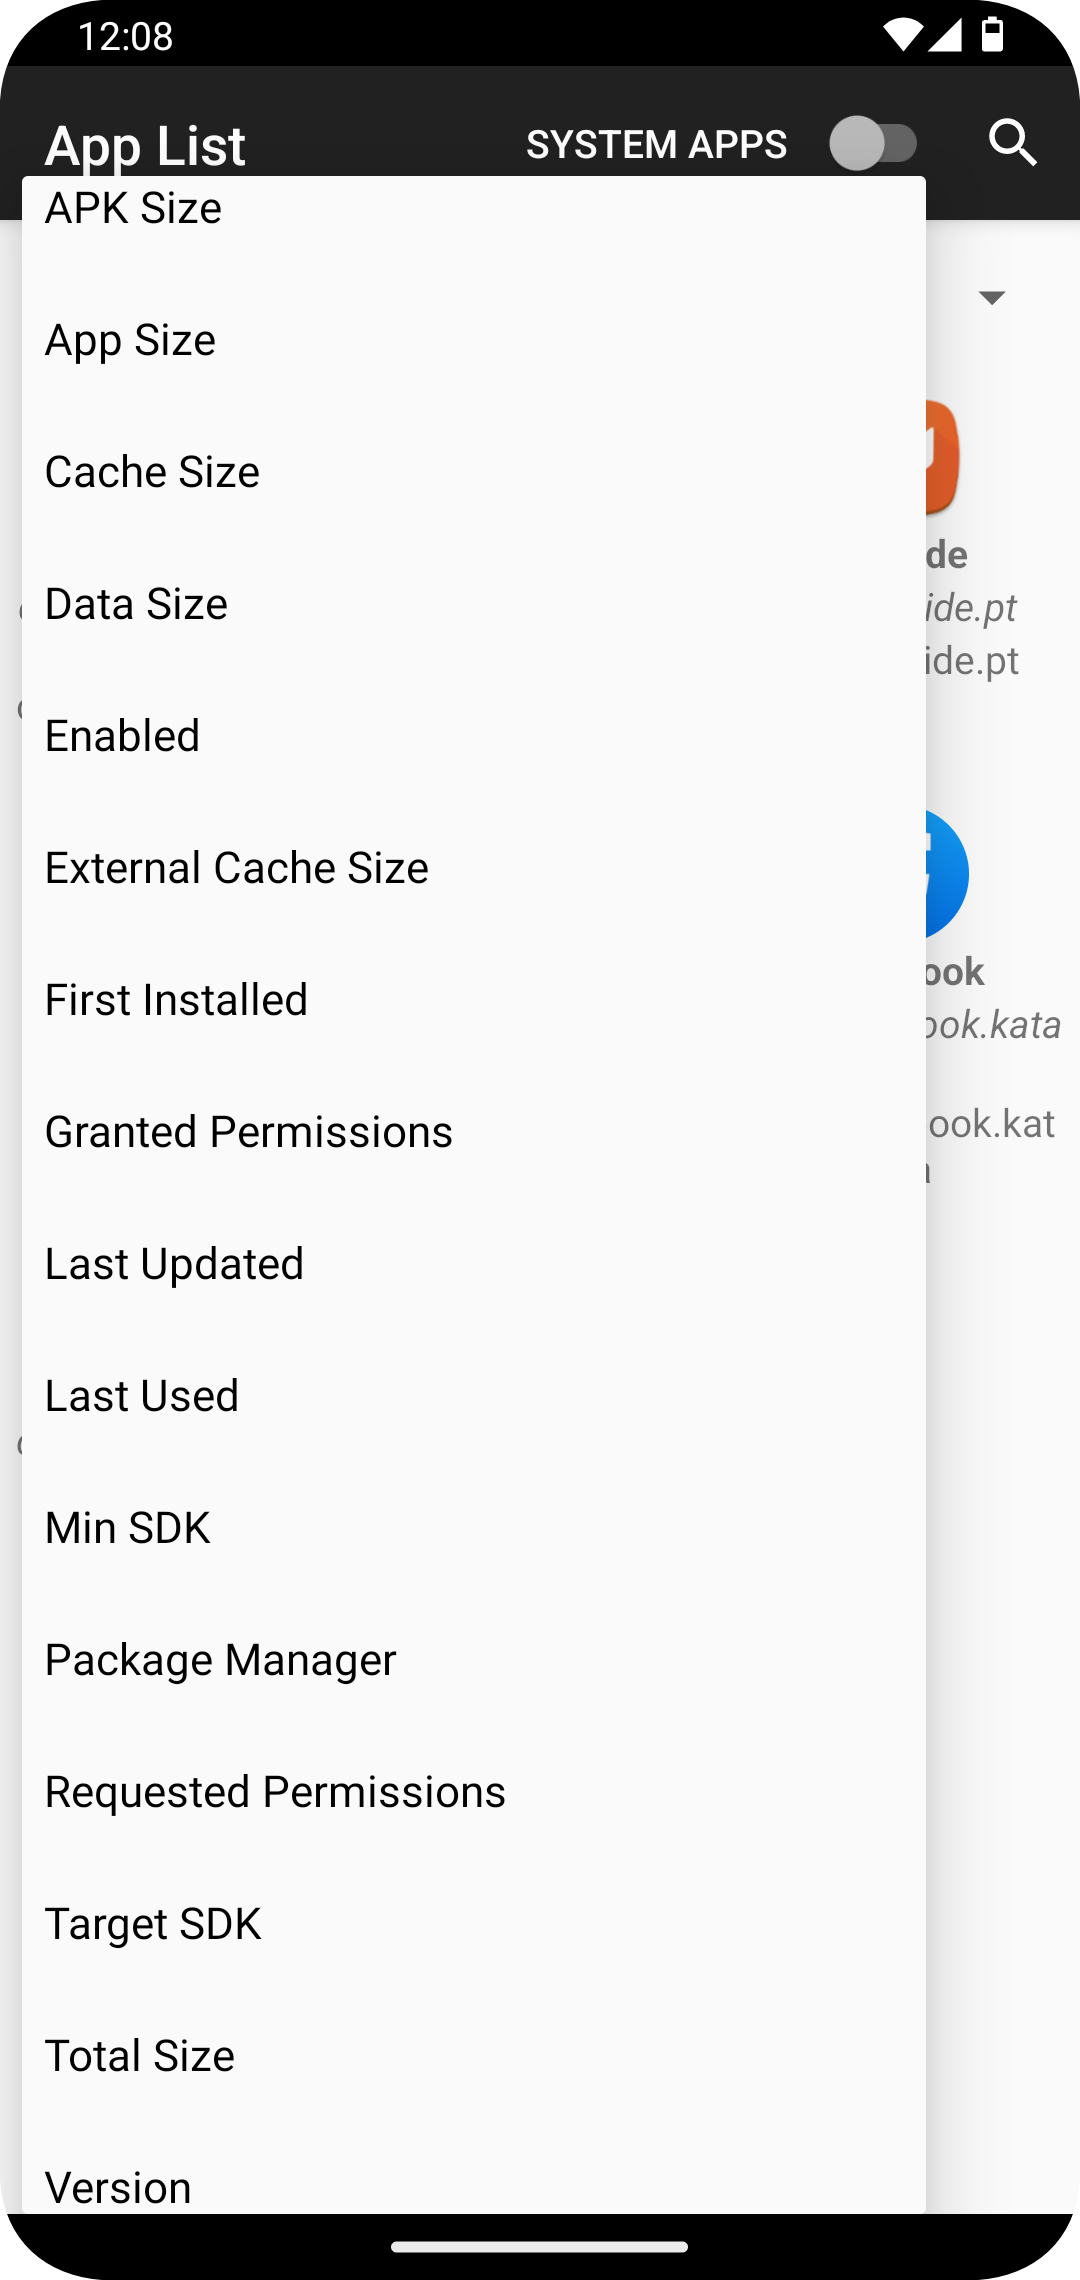 12:08
App List
SYSTEM APPS
APK Size
App Size
Cache Size
Data Size
Enabled
External Cache Size
First Installed
Granted Permissions
Last Updated
Last Used
Min SDK
Package Manager
Requested Permissions
Target SDK
Total Size
Version
de
ide.pt
ide.pt
ook
ook.kata
ook.kat